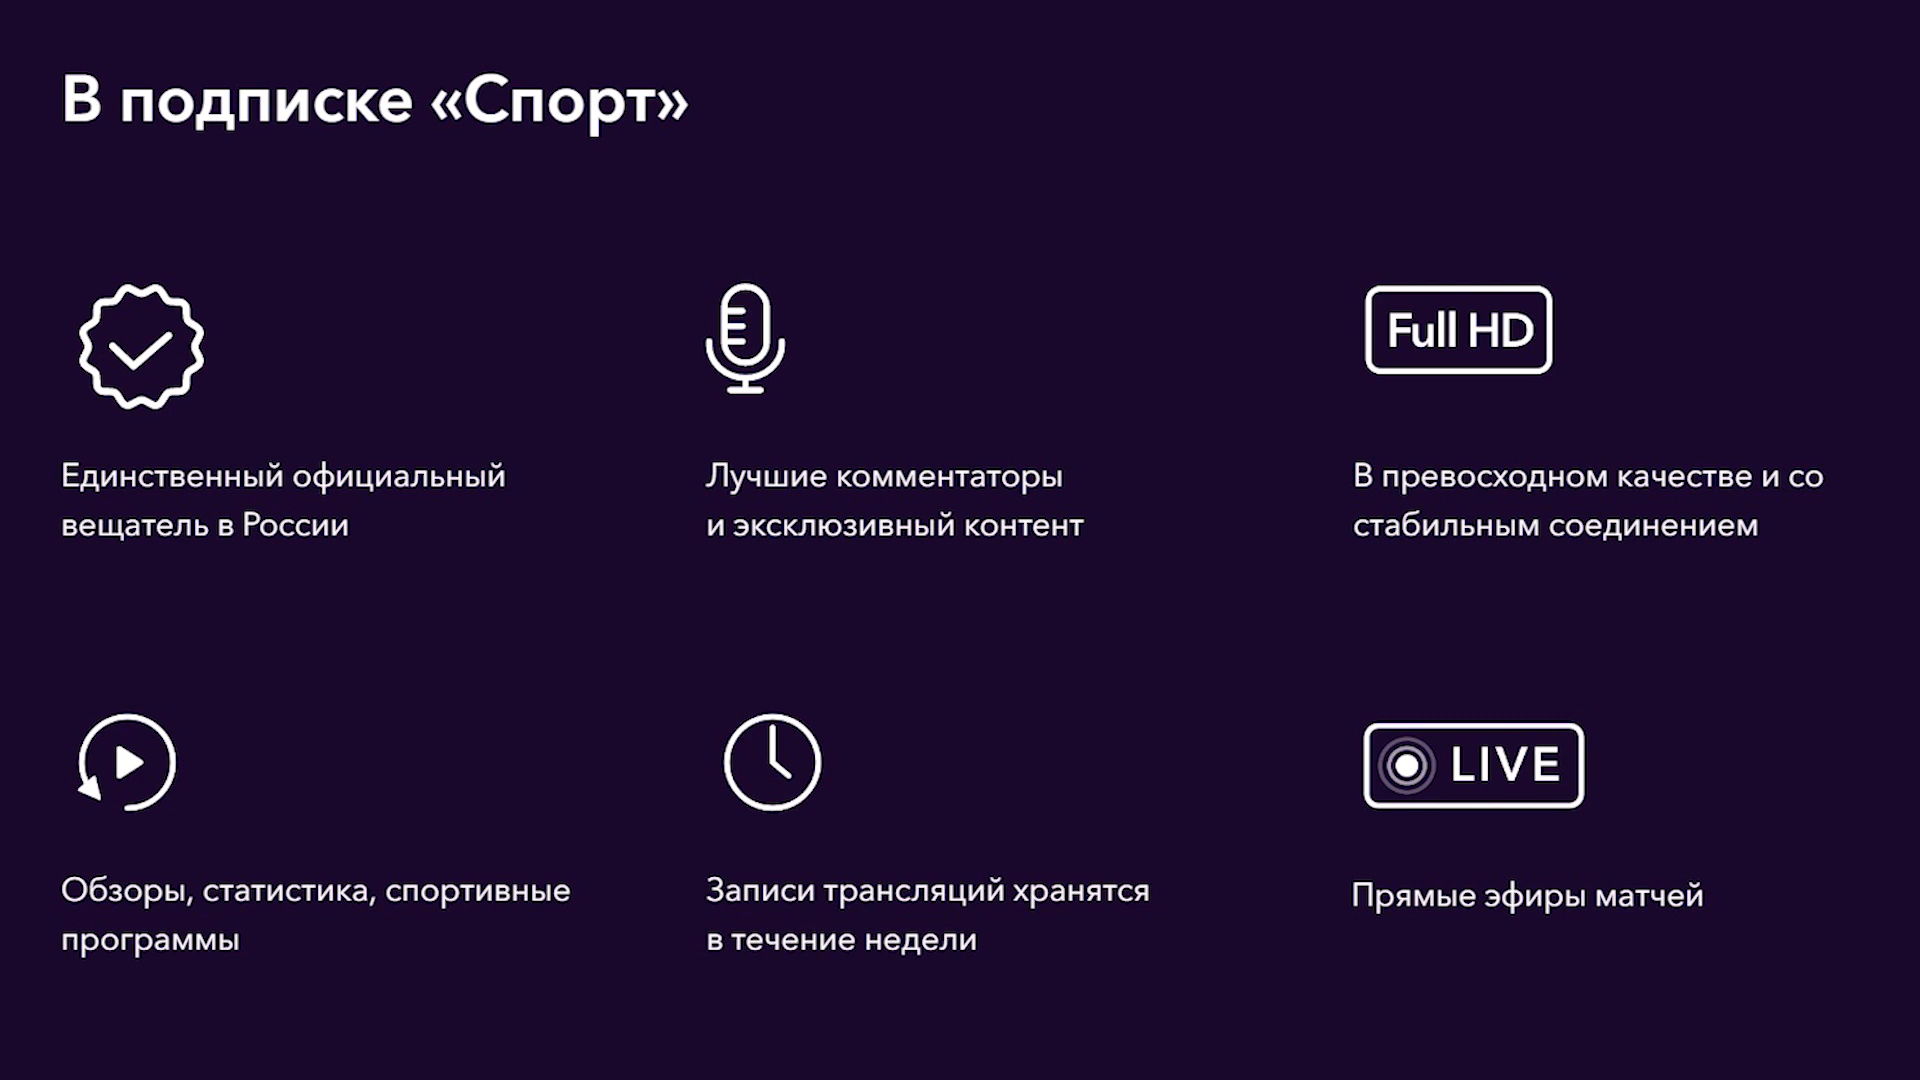 В подписке «Спорт»
Единственный официальный
вещатель в России
Лучшие комментаторы
и эксклюзивный контент
Full HD
В превосходном качестве и со
стабильным соединением
Обзоры, статистика, спортивные
программы
Записи трансляций хранятся
в течение недели
LIVE
Прямые эфиры матчей